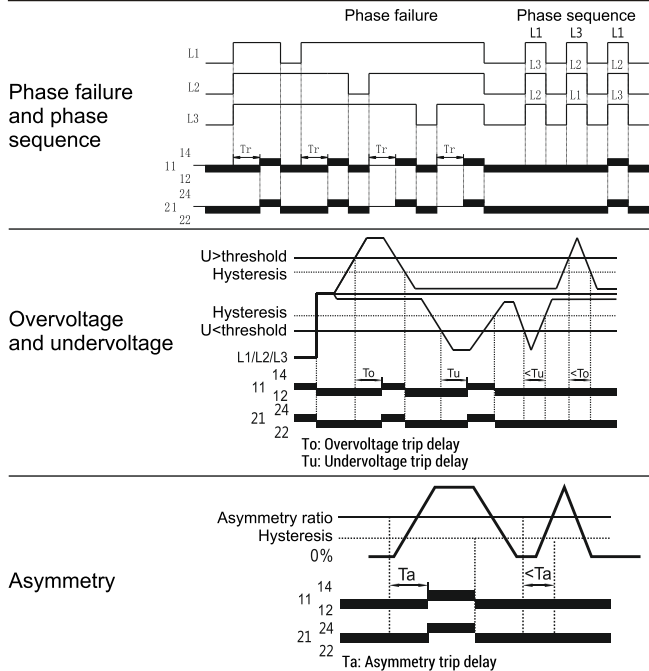 Phase failure Phase sequence
L1 L3 L1
L1
L3 L2 L2
L2
L2 L1 L3
L3
Phase failure
and phase
sequence
14
Tr Tr Tr Tr
11
12
24
21
22
U>threshold
Hysteresis
Hysteresis
U<threshold
Overvoltage
and undervoltage
L1/L2/L3
14
To Tu <Tu <To
11
12
24
21
22
To: Overvoltage trip delay
Tu: Undervoltage trip delay
Asymmetry ratio
Hysteresis
0%
Asymmetry
Ta <Ta
14
11
12
24
21
22
Ta: Asymmetry trip delay